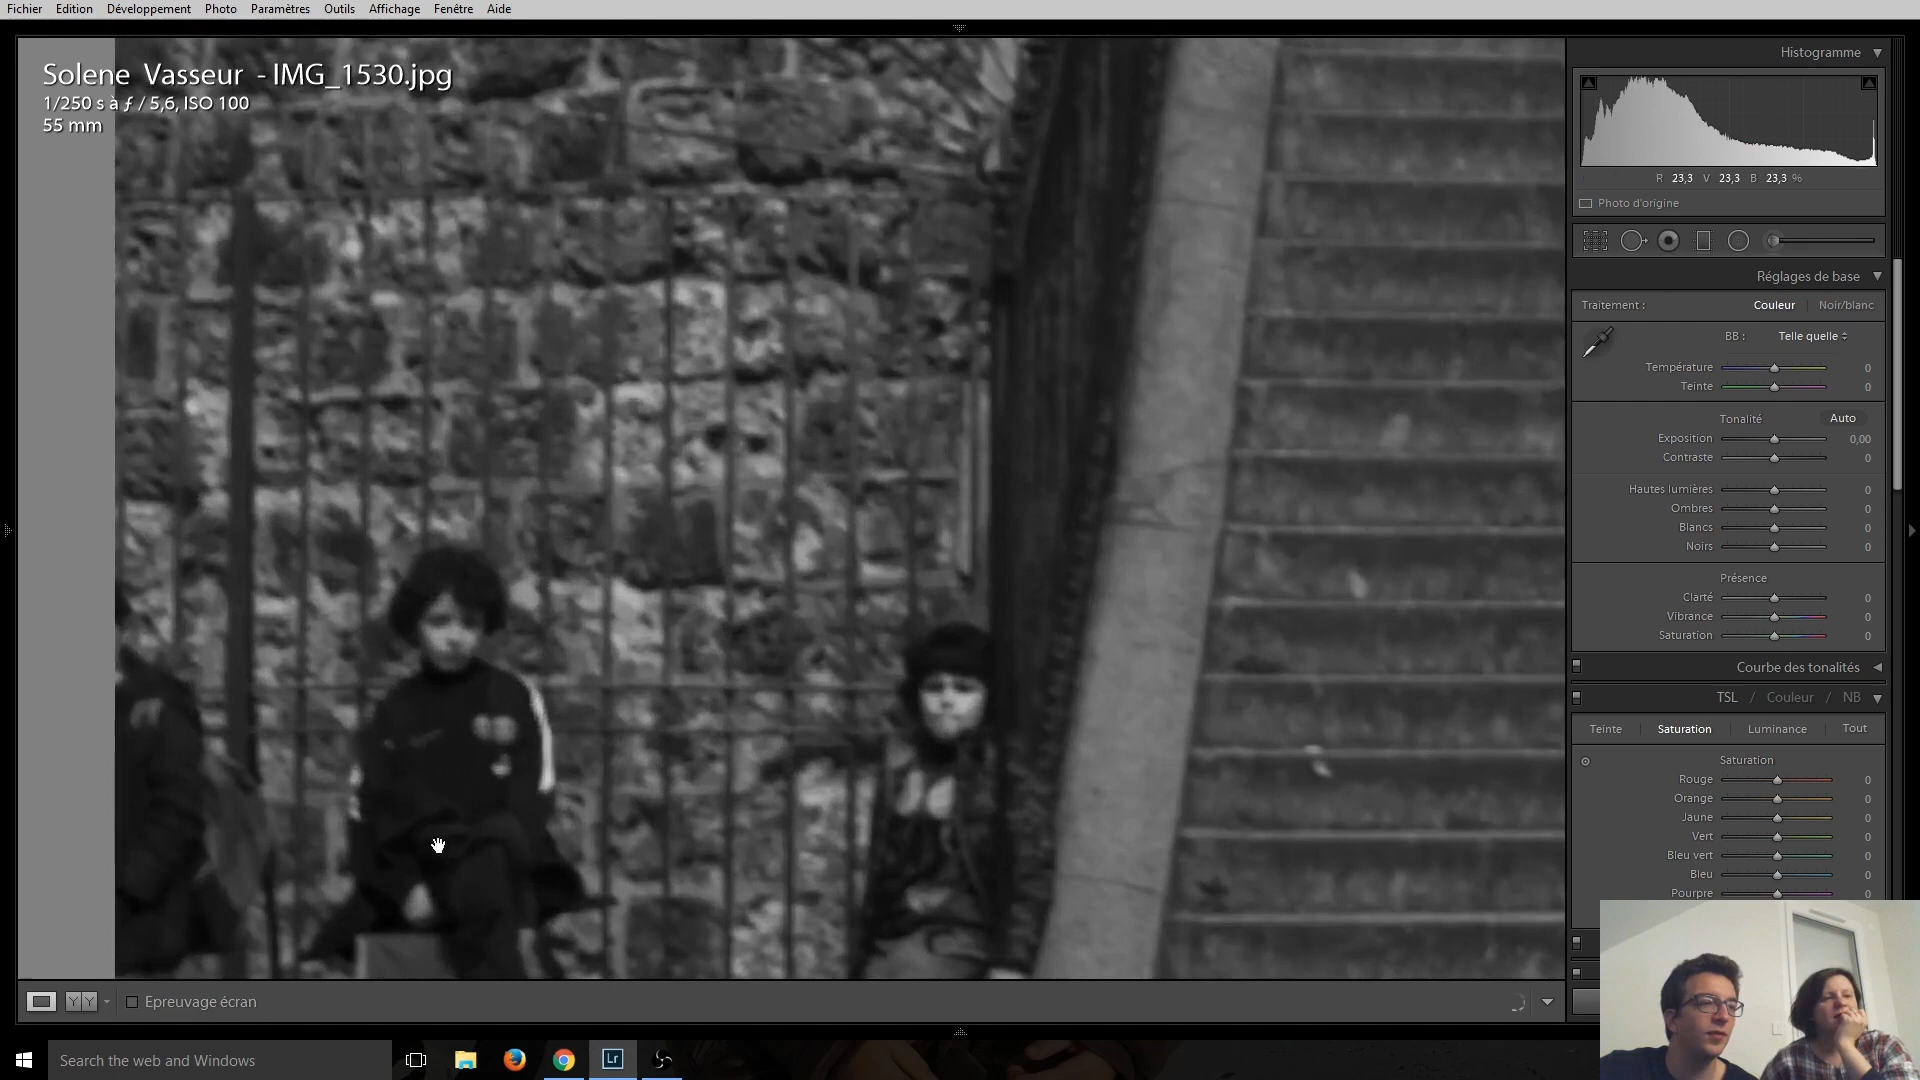 Fichier Edition Développement Photo Paramètres Outils Affichage Fenêtre Aide
Solene Vasseur - IMG_1530.jpg
1/250 s à ƒ / 5,6, ISO 100
55 mm
Histogramme
R 23,3 V 23,3 B 23,3 %
Photo d'origine
Réglages de base
Traitement : Couleur Noir/blanc
BB : Telle quelle
Température 0
Teinte 0
Tonalité Auto
Exposition 0,00
Contraste 0
Hautes lumières 0
Ombres 0
Blancs 0
Noirs 0
Présence
Clarté 0
Vibrance 0
Saturation 0
Courbe des tonalités
TSL / Couleur / NB
Teinte Saturation Luminance Tout
Saturation
Rouge 0
Orange 0
Jaune 0
Vert 0
Bleu vert 0
Bleu 0
Pourpre 0
YY Epreuvage écran
Search the web and Windows
Lr